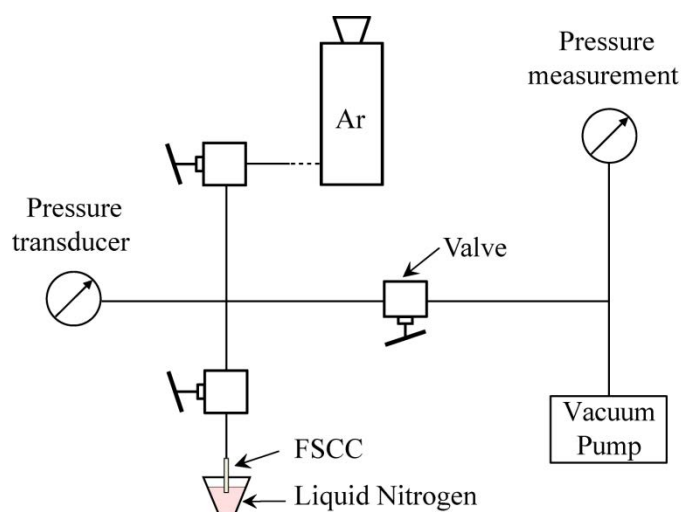 Pressure
measurement
Ar
Pressure
transducer
Valve
FSCC
Vacuum
Pump
Liquid Nitrogen